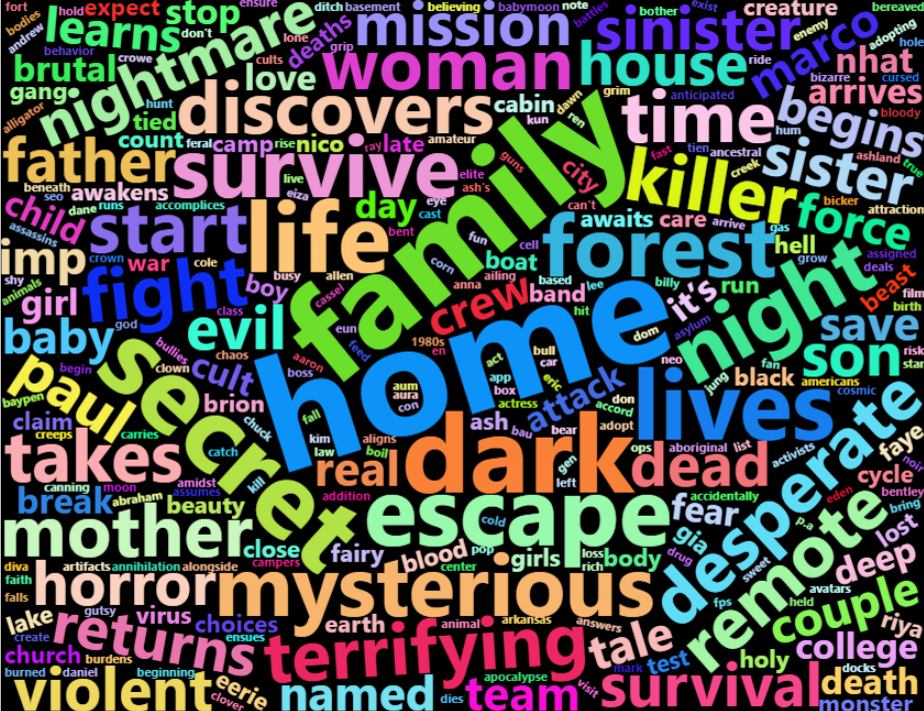 fort
hold
expect
stop
ensure
ditch
basement
believing
babymoon
note
battles
exist
creature
bereaved
bodies
andrew
learns
don't
nightmare
lone
deaths
mission
sinister
bother
enemy
marco
adopting
hole
behavior
crowe
cults
grip
woman
house
ride
nhat
brutal
love
bizarre
cursed
gang
discovers
cabin
dawn
grim
time
anticipated
arrives
begins
bloody
alligator
hunt
tied
kun
ren
hum
count
feral
camp
rise
nico
ray
late
amateur
guns
family
fast
tien
ancestral
sister
ashland
true
father
survive
live
elite
city
killer
creek
beneath
seo
awakens
eiza
ash's
day
can't
bicker
attraction
child
dane
runs
accomplices
start
life
eye
cast
awaits
care
arrive
gas
force
assassins
bent
fun
cell
forest
hell
assigned
imp
crown
war
cole
corn
boat
grow
deals
shy
animals
fight
boy
busy
allen
anna
ailing
based
lee
billy
it's
run
night
beast
film
girl
class
cassel
crew
band
hit
birth
baby
god
evil
eun
1980s
en
home
dom
asylum
save
risk
bullies
chaos
aaron
feed
act
bull
car
neo
fan
son
star
begin
clown
cult
boss
app
eric
attack
jung
black
americans
cosmic
paul
secret
aum
aura
con
box
actress
don
accord
lives
baypen
brion
fall
ash
bau
bear
adopt
desperate
claim
creeps
carries
chuck
kim
law
aligns
boil
dark
gen
left
ops
aboriginal
list
activists
faye
takes
catch
kill
real
dead
cycle
canning
moon
amidst
addition
nor
bentley
break
abraham
assumes
beauty
escape
fear
accidentally
eden
bring
mother
close
campers
fairy
cold
pop
blood
center
girls
loss
rich
body
drug
gia
p.a
remote
lost
diva
artifacts
annihilation
alongside
sweet
deep
faith
horror
mysterious
avatars
falls
fps
held
couple
lake
gutsy
virus
choices
earth
animal
arkansas
answers
tale
riya
create
returns
ensues
terrifying
mark
test
college
church
burdens
holy
burned
daniel
beginning
eerie
apocalypse
visit
survival
docks
death
violent
clover
named
dies
team
monster